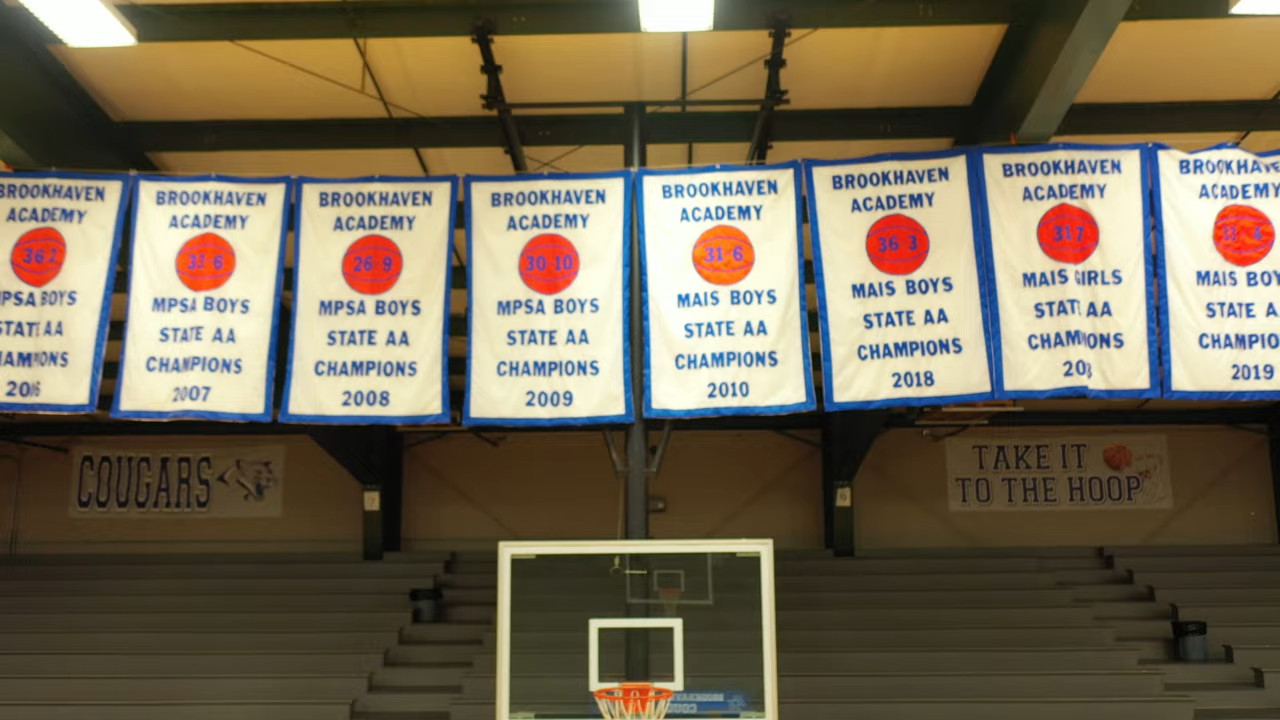 BROOKHAVEN
ACADEMY
MPSA BOYS
STATE AA
CHAMPIONS
BROOKHAVEN
ACADEMY
33 6
MPSA BOYS
STATE AA
CHAMPIONS
2007
BROOKHAVEN
ACADEMY
26 9
MPSA BOYS
STATE AA
CHAMPIONS
2008
BROOKHAVEN
ACADEMY
30 10
MPSA BOYS
STATE AA
CHAMPIONS
2009
BROOKHAVEN
ACADEMY
31 6
MAIS BOYS
STATE AA
CHAMPIONS
2010
BROOKHAVEN
ACADEMY
36 3
MAIS BOYS
STATE AA
CHAMPIONS
2018
BROOKHAVEN
ACADEMY
31 7
MAIS GIRLS
STATE AA
CHAMPIONS
BROOKHAVEN
ACADEMY
MAIS BOYS
STATE A
CHAMPIO
2019
COUGARS
TAKE IT
TO THE HOOP